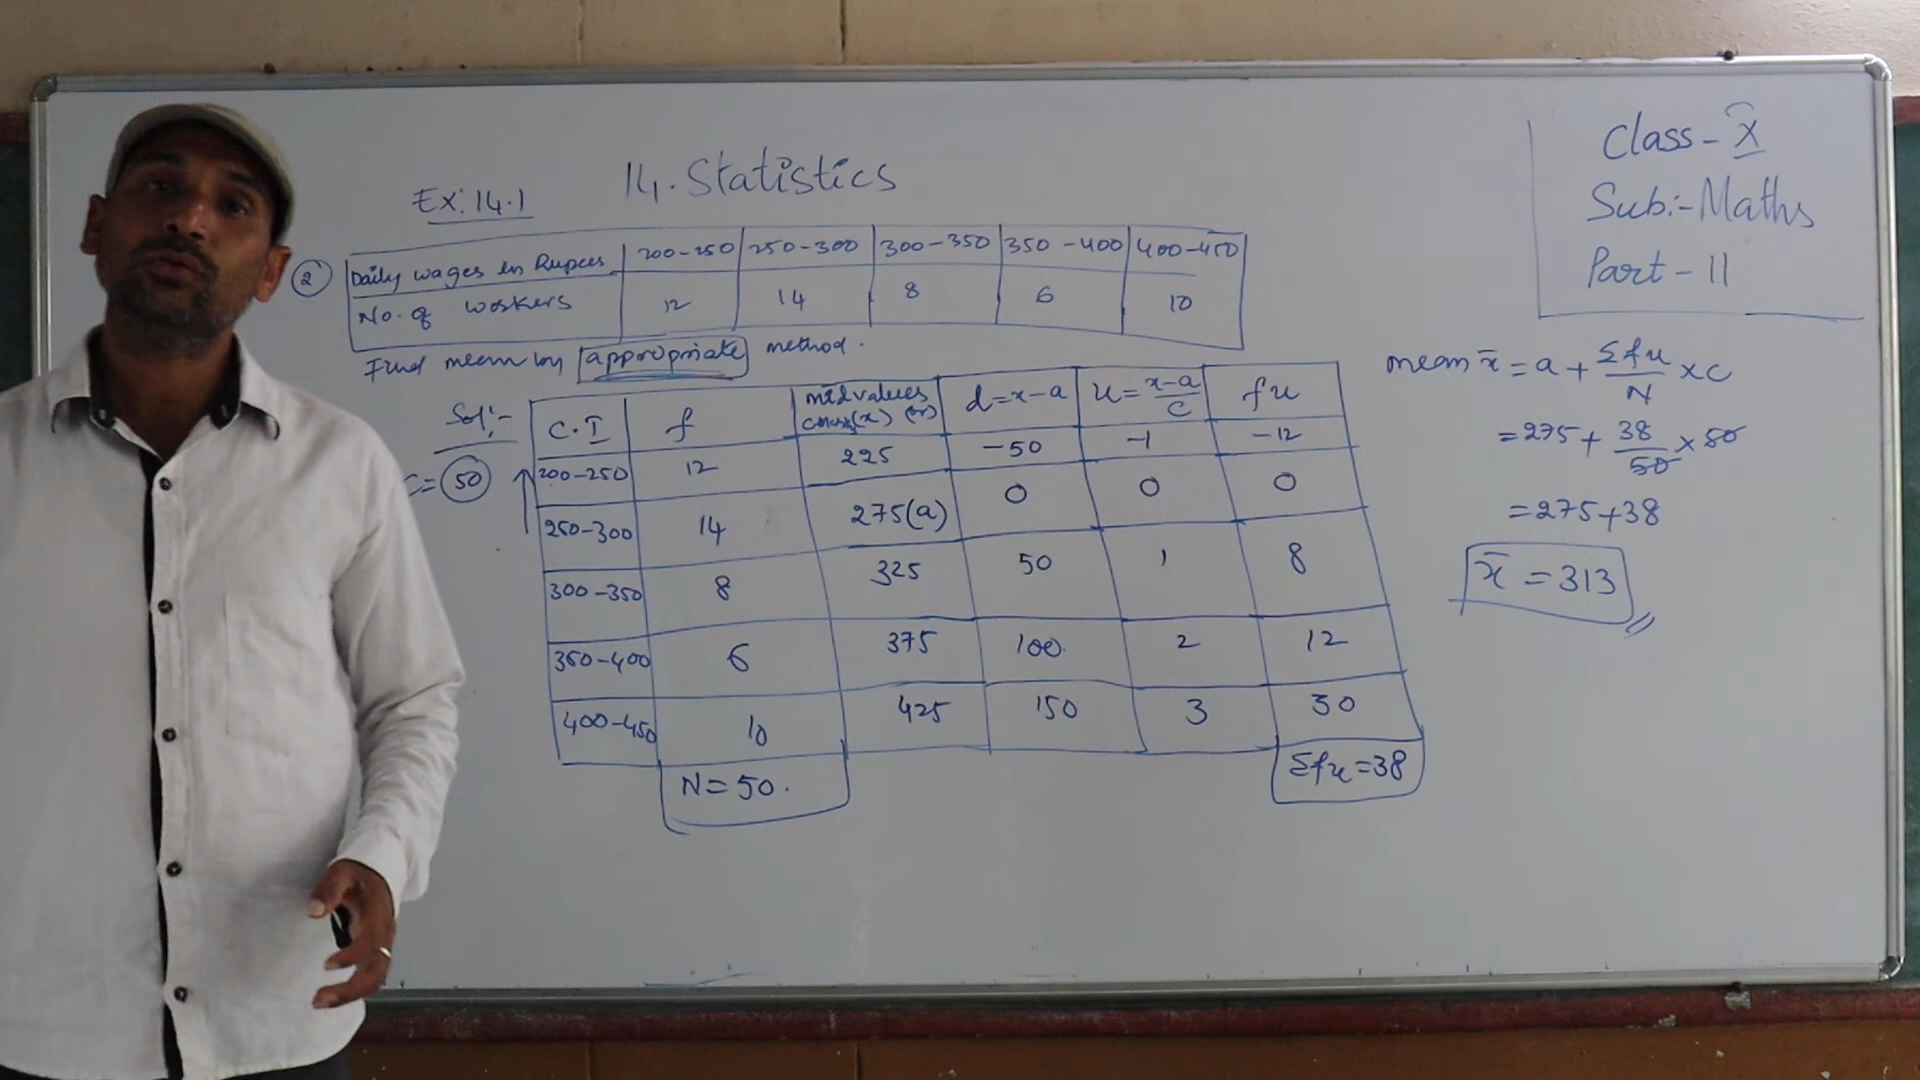 Class - X
Sub:- Maths
Part - 11
14. Statistics
Ex: 14.1
2 Daily wages in Rupees 200-250 250-300 300-350 350-400 400-450
No. of workers 12 14 8 6 10
Find mean by appropriate method.
Sol:-
C = 50
C.I f midvalues (x) (or) d=x-a u=x-a/C fu
200-250 12 225 -50 -1 -12
250-300 14 275(a) 0 0 0
300-350 8 325 50 1 8
350-400 6 375 100 2 12
400-450 10 425 150 3 30
N=50. Σfu=38
mean x̄ = a + Σfu/N × C
=275+ 38/50 × 50
=275+38
x̄ = 313